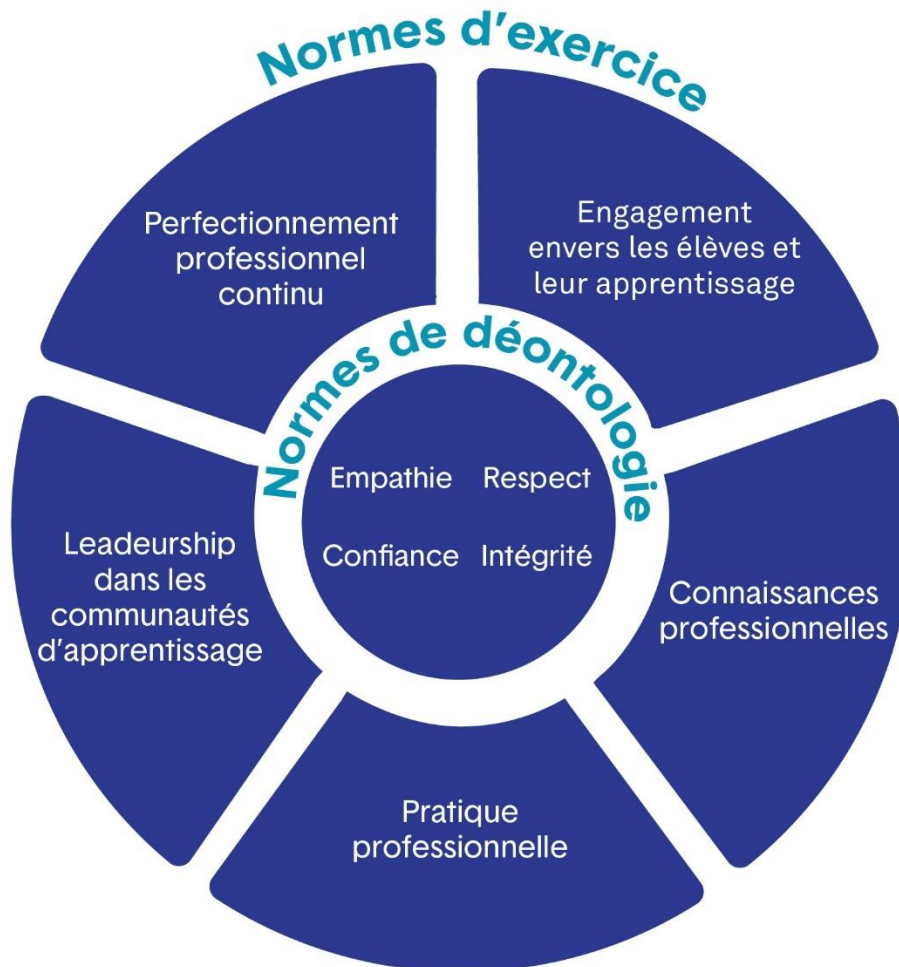 Normes d'exercice
Perfectionnement
professionnel
continu
Engagement
envers les élèves et
leur apprentissage
Normes de déontologie
Empathie Respect
Confiance Intégrité
Leadeurship
dans les
communautés
d'apprentissage
Connaissances
professionnelles
Pratique
professionnelle